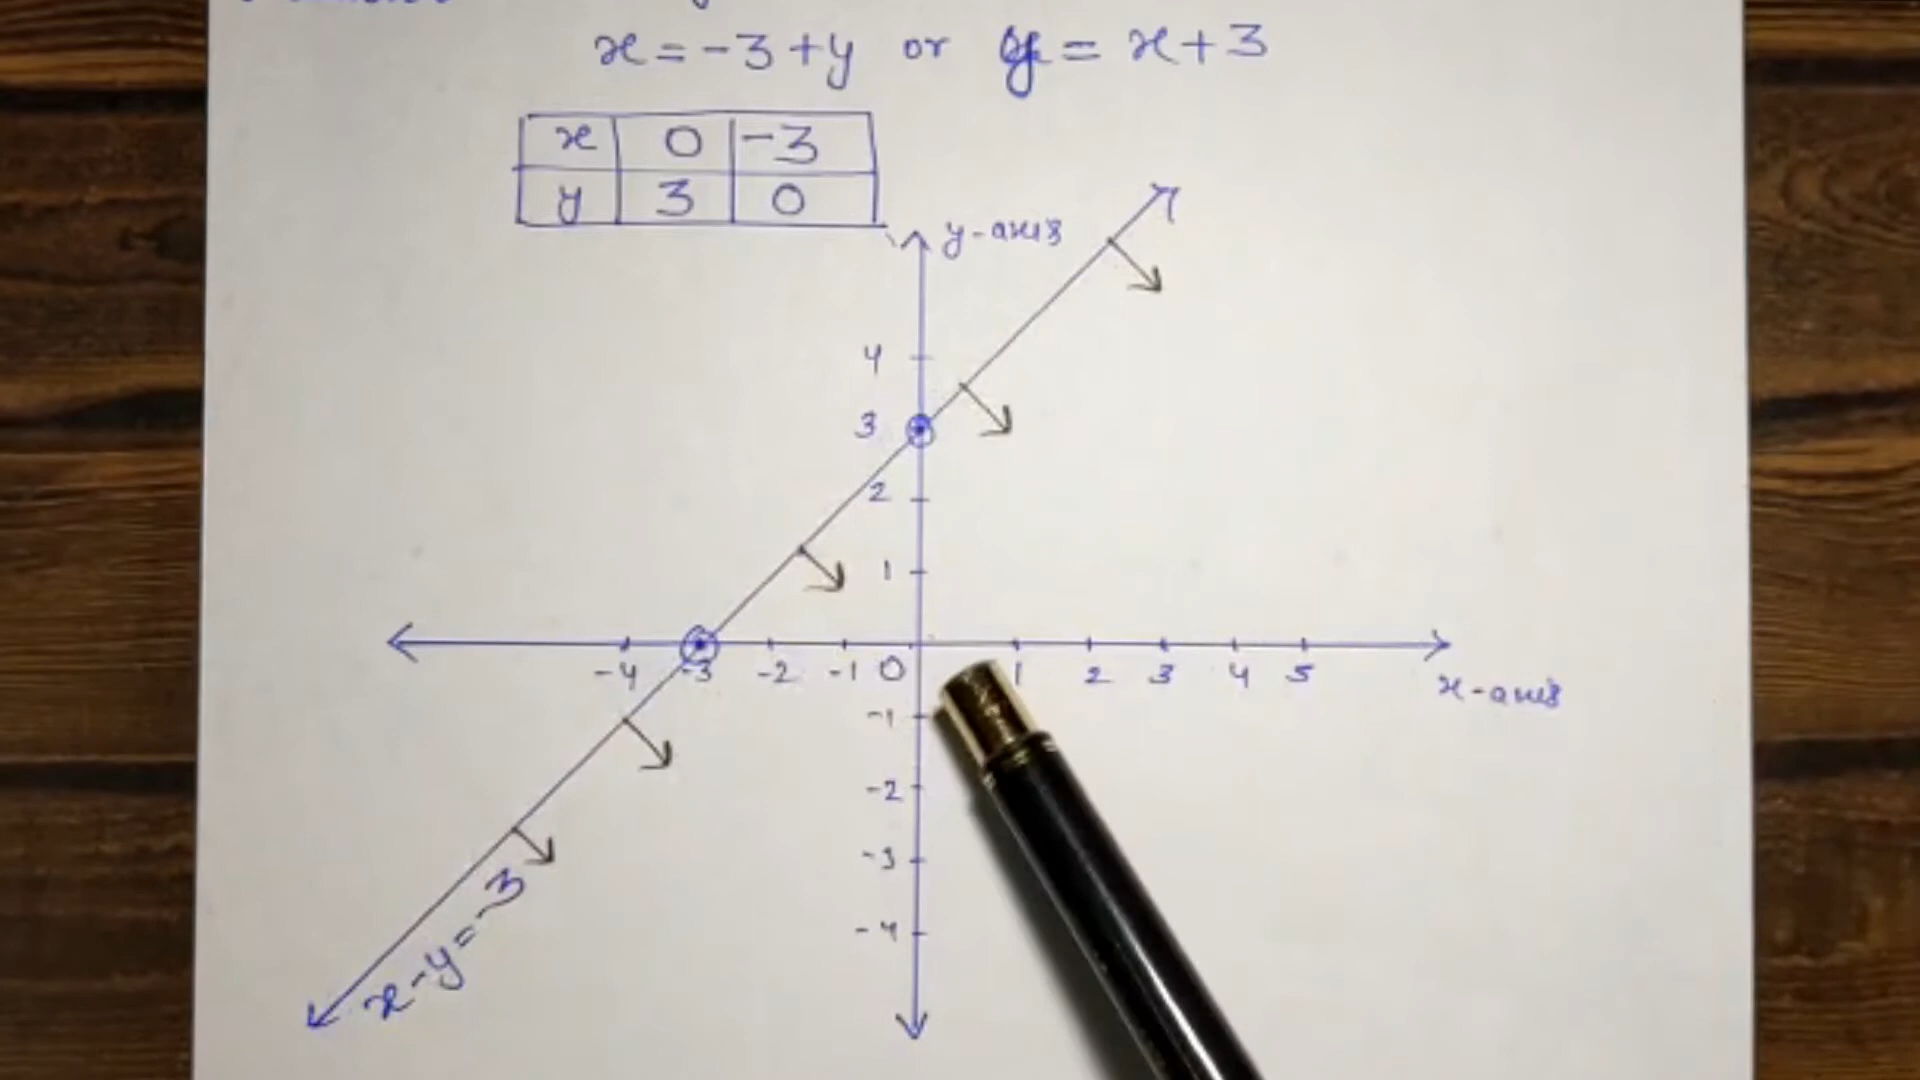 x = -3 + y or y = x + 3
x 0 -3
y 3 0
y-axis
4
3
2
1
-4 -3 -2 -1 0 1 2 3 4 5
x-axis
-1
-2
-3
-4
x-y=-3